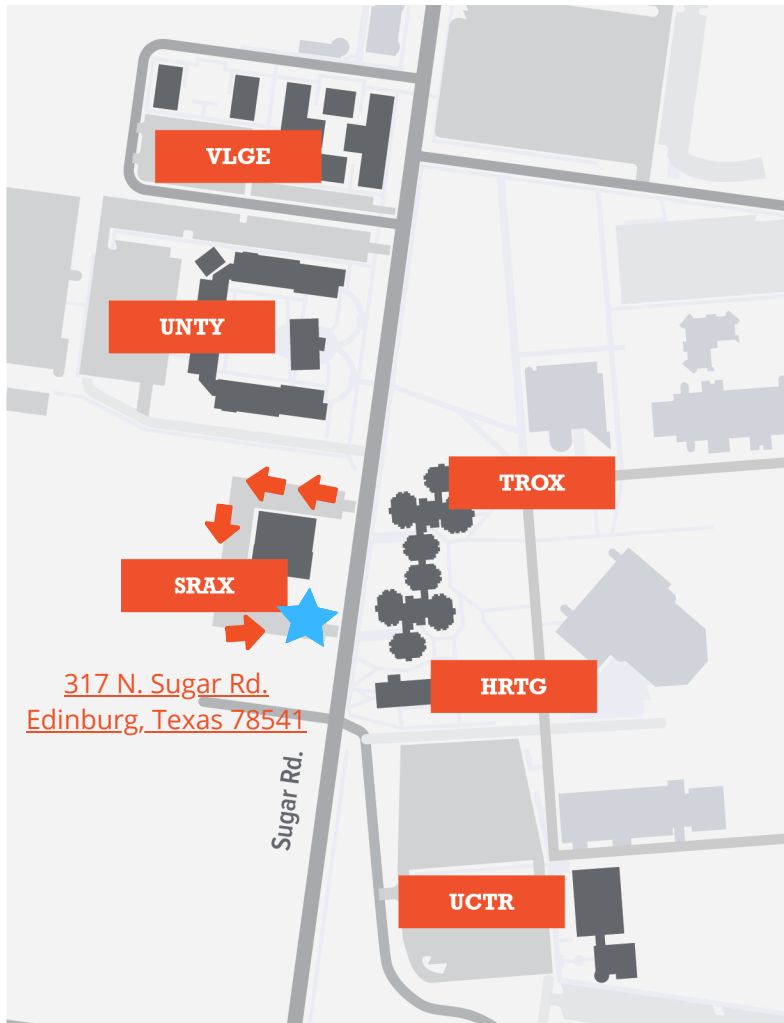 VLGE
UNTY
TROX
SRAX
HRTG
317 N. Sugar Rd.
Edinburg, Texas 78541
Sugar Rd.
UCTR